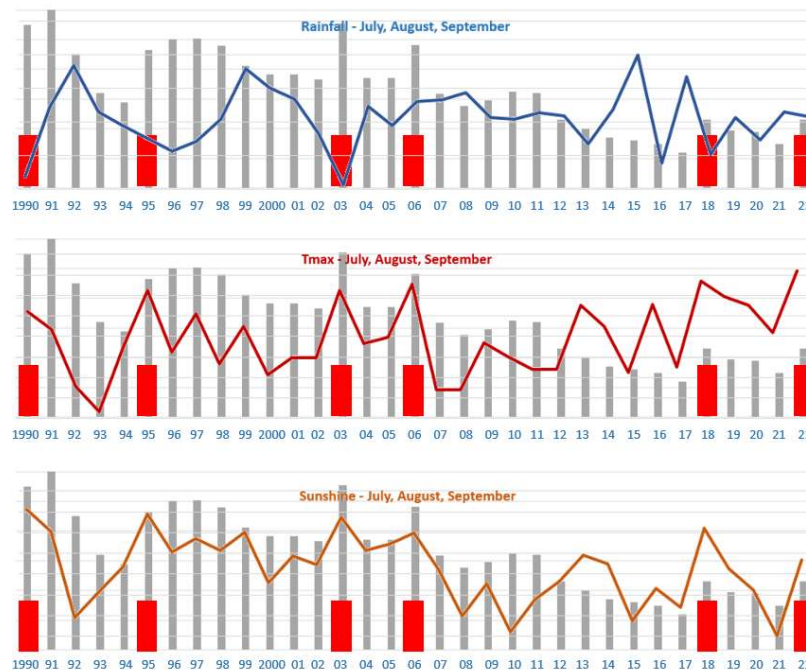 Rainfall - July, August, September
1990 91 92 93 94 95 96 97 98 99 2000 01 02 03 04 05 06 07 08 09 10 11 12 13 14 15 16 17 18 19 20 21
Tmax - July, August, September
1990 91 92 93 94 95 96 97 98 99 2000 01 02 03 04 05 06 07 08 09 10 11 12 13 14 15 16 17 18 19 20 21
Sunshine - July, August, September
1990 91 92 93 94 95 96 97 98 99 2000 01 02 03 04 05 06 07 08 09 10 11 12 13 14 15 16 17 18 19 20 21